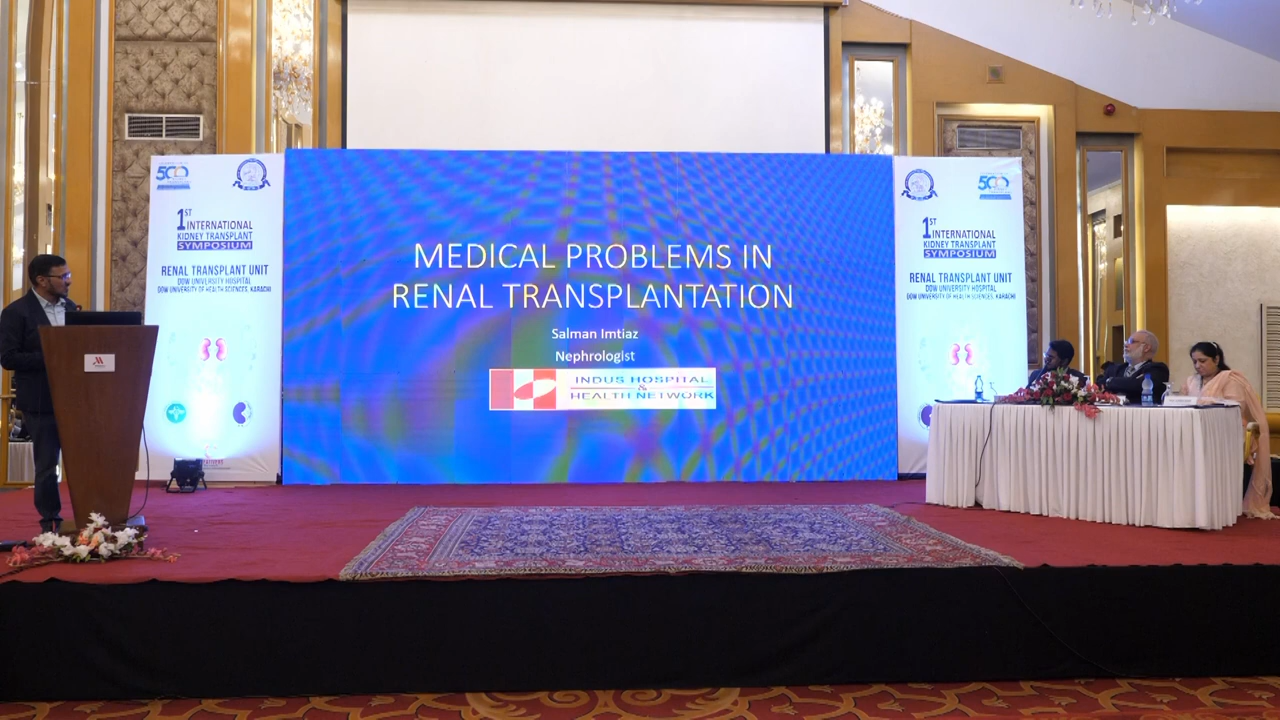 500
1ST
INTERNATIONAL
KIDNEY TRANSPLANT
SYMPOSIUM
RENAL TRANSPLANT UNIT
DOW UNIVERSITY HOSPITAL
DOW UNIVERSITY OF HEALTH SCIENCES, KARACHI
MEDICAL PROBLEMS IN
RENAL TRANSPLANTATION
Salman Imtiaz
Nephrologist
INDUS HOSPITAL
&
HEALTH NETWORK
500
1ST
INTERNATIONAL
KIDNEY TRANSPLANT
SYMPOSIUM
RENAL TRANSPLANT UNIT
DOW UNIVERSITY HOSPITAL
DOW UNIVERSITY OF HEALTH SCIENCES, KARACHI